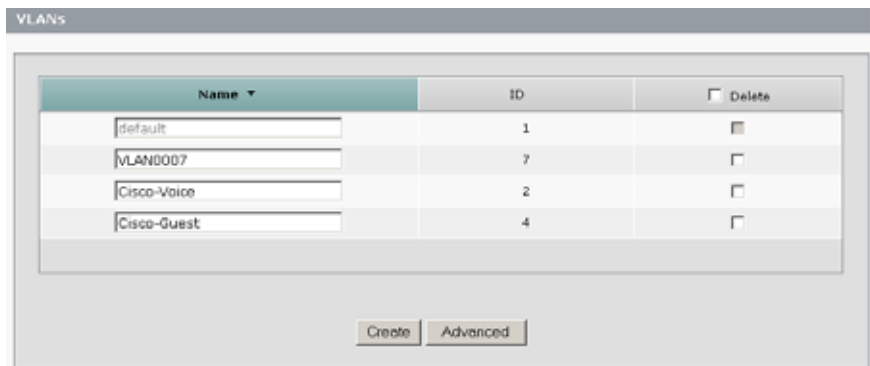 VLANs
Name ▼ ID Delete
default 1
VLAN0007 7
Cisco-Voice 2
Cisco-Guest 4
Create Advanced